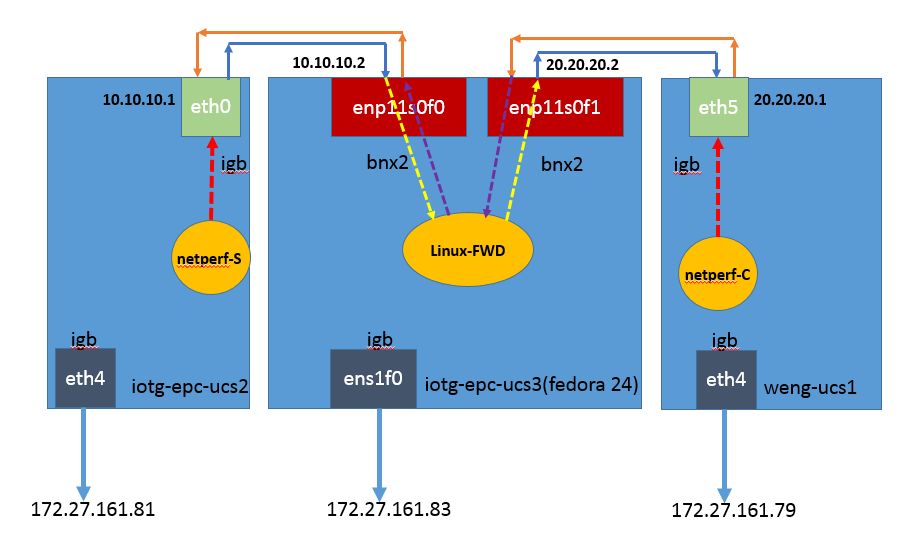 10.10.10.2
20.20.20.2
10.10.10.1
eth0
enp11s0f0
enp11s0f1
eth5
20.20.20.1
igb
bnx2
bnx2
igb
netperf-S
Linux-FWD
netperf-C
igb
igb
igb
eth4
iotg-epc-ucs2
ens1f0
iotg-epc-ucs3(fedora 24)
eth4
weng-ucs1
172.27.161.81
172.27.161.83
172.27.161.79